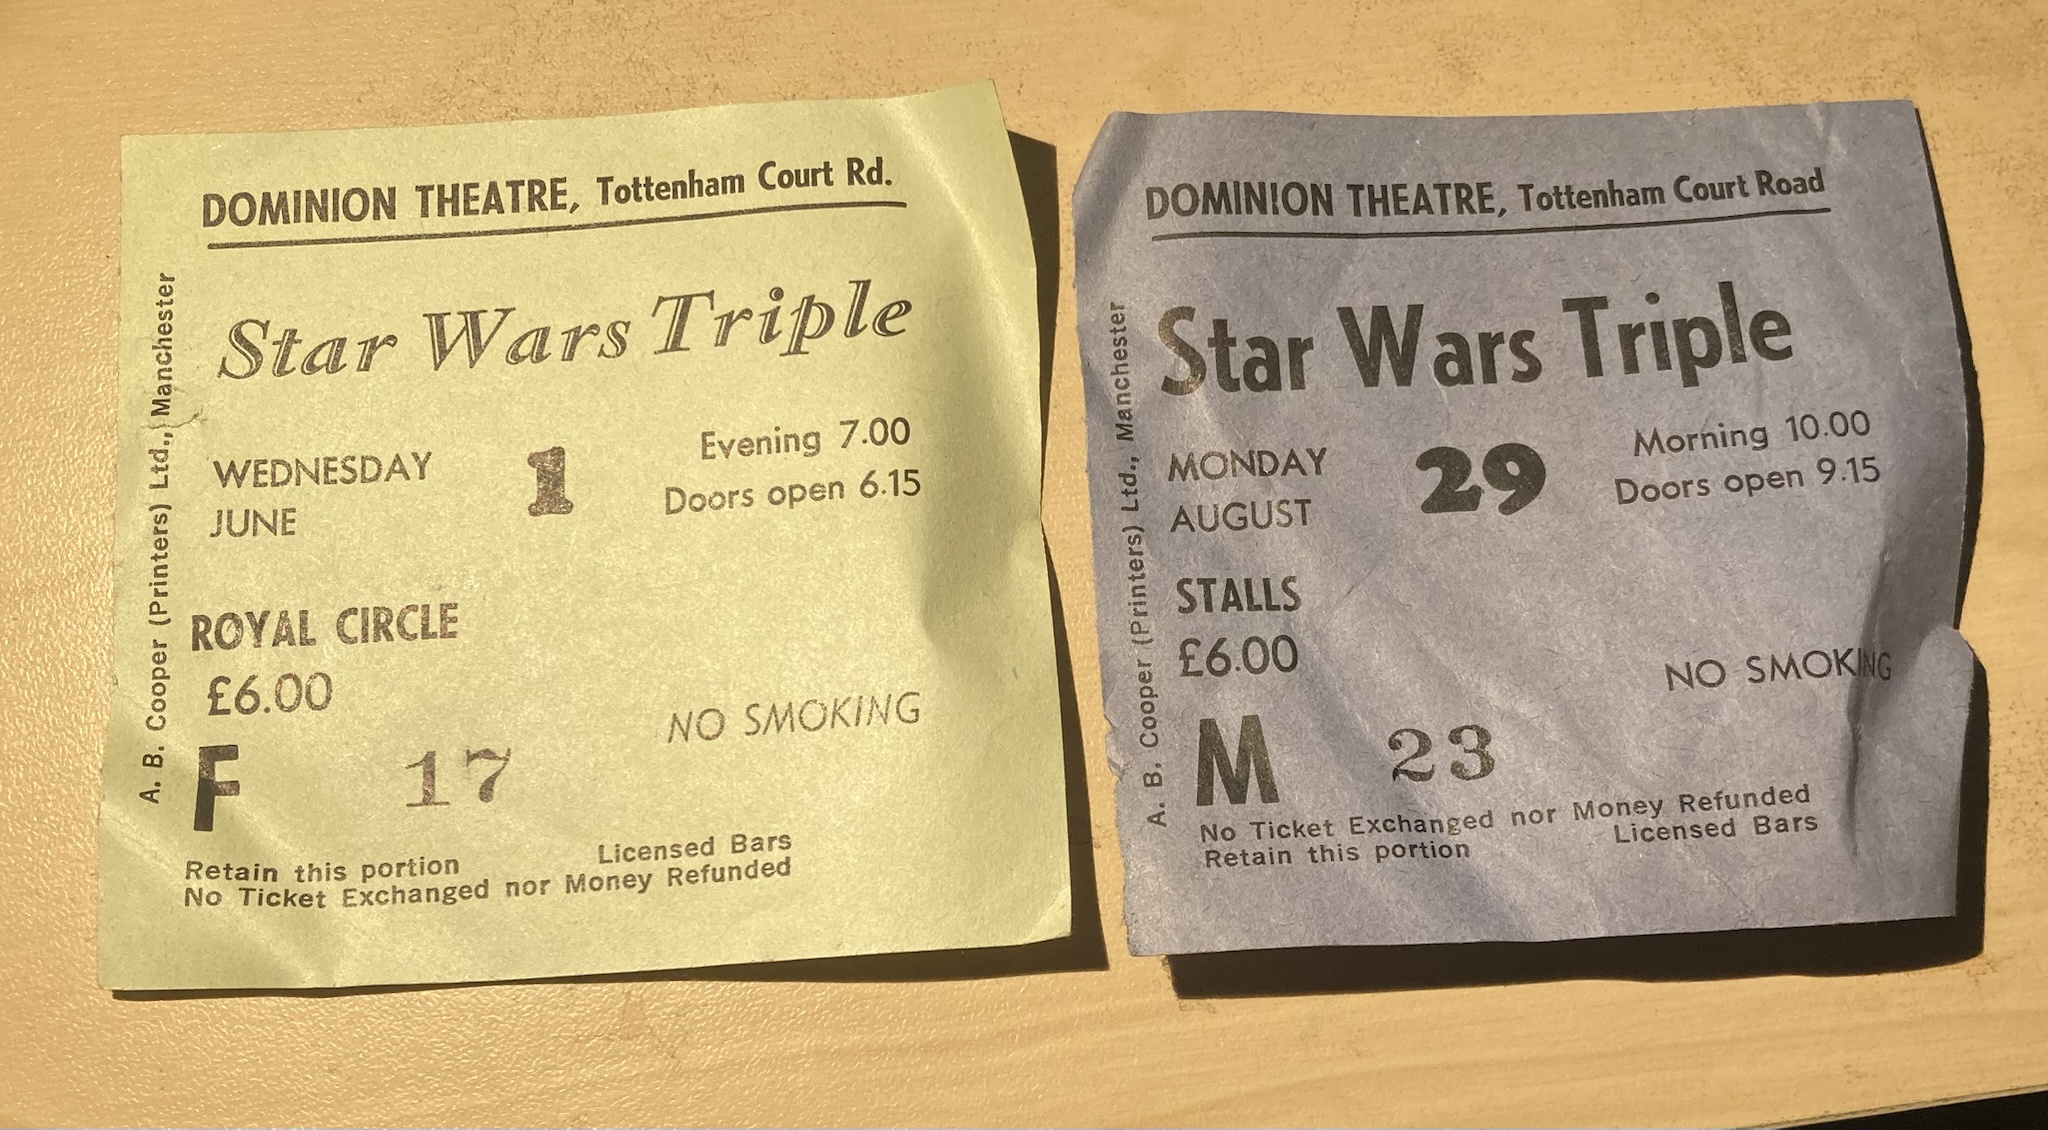 DOMINION THEATRE, Tottenham Court Rd.
Star Wars Triple
WEDNESDAY 1 Evening 7.00
JUNE Doors open 6.15
ROYAL CIRCLE
£6.00
NO SMOKING
F 17
Retain this portion Licensed Bars
No Ticket Exchanged nor Money Refunded
A. B. Cooper (Printers) Ltd., Manchester
DOMINION THEATRE, Tottenham Court Road
Star Wars Triple
MONDAY 29 Morning 10.00
AUGUST Doors open 9.15
STALLS
£6.00
NO SMOKING
M 23
No Ticket Exchanged nor Money Refunded
Retain this portion Licensed Bars
A. B. Cooper (Printers) Ltd., Manchester